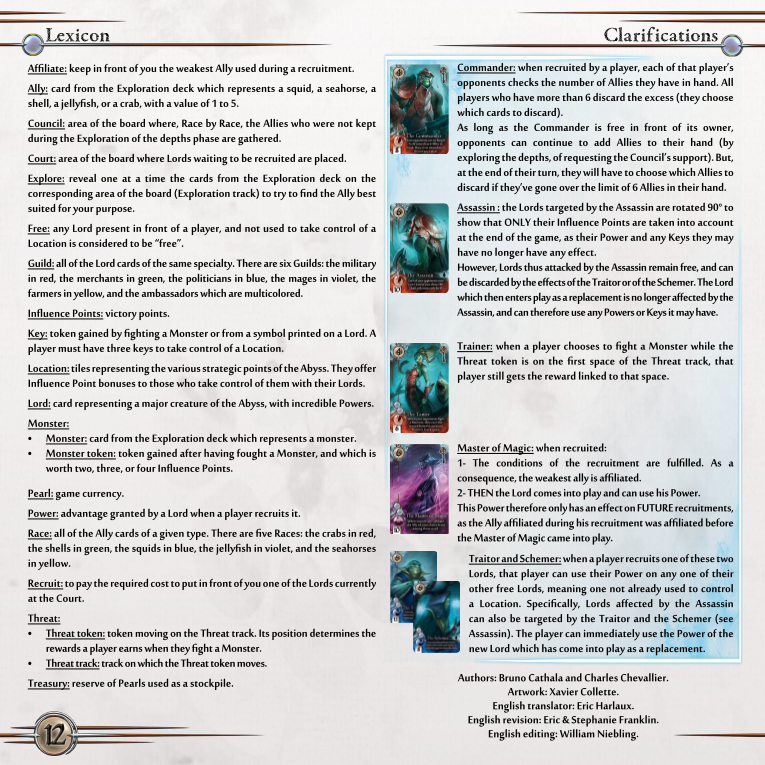 Lexicon
Affiliate: keep in front of you the weakest Ally used during a recruitment.
Ally: card from the Exploration deck which represents a squid, a seahorse, a
shell, a jellyfish, or a crab, with a value of 1 to 5.
Council: area of the board where, Race by Race, the Allies who were not kept
during the Exploration of the depths phase are gathered.
Court: area of the board where Lords waiting to be recruited are placed.
Explore: reveal one at a time the cards from the Exploration deck on the
corresponding area of the board (Exploration track) to try to find the Ally best
suited for your purpose.
Free: any Lord present in front of a player, and not used to take control of a
Location is considered to be “free”.
Guild: all of the Lord cards of the same specialty. There are six Guilds: the military
in red, the merchants in green, the politicians in blue, the mages in violet, the
farmers in yellow, and the ambassadors which are multicolored.
Influence Points: victory points.
Key: token gained by fighting a Monster or from a symbol printed on a Lord. A
player must have three keys to take control of a Location.
Location: tiles representing the various strategic points of the Abyss. They offer
Influence Point bonuses to those who take control of them with their Lords.
Lord: card representing a major creature of the Abyss, with incredible Powers.
Monster:
• Monster: card from the Exploration deck which represents a monster.
• Monster token: token gained after having fought a Monster, and which is
worth two, three, or four Influence Points.
Pearl: game currency.
Power: advantage granted by a Lord when a player recruits it.
Race: all of the Ally cards of a given type. There are five Races: the crabs in red,
the shells in green, the squids in blue, the jellyfish in violet, and the seahorses
in yellow.
Recruit: to pay the required cost to put in front of you one of the Lords currently
at the Court.
Threat:
• Threat token: token moving on the Threat track. Its position determines the
rewards a player earns when they fight a Monster.
• Threat track: track on which the Threat token moves.
Treasury: reserve of Pearls used as a stockpile.
12
Clarifications
The Commander
Commander: when recruited by a player, each of that player’s
opponents checks the number of Allies they have in hand. All
players who have more than 6 discard the excess (they choose
which cards to discard).
As long as the Commander is free in front of its owner,
opponents can continue to add Allies to their hand (by
exploring the depths, of requesting the Council’s support). But,
at the end of their turn, they will have to choose which Allies to
discard if they’ve gone over the limit of 6 Allies in their hand.
The Assassin
Assassin : the Lords targeted by the Assassin are rotated 90° to
show that ONLY their Influence Points are taken into account
at the end of the game, as their Power and any Keys they may
have no longer have any effect.
However, Lords thus attacked by the Assassin remain free, and can
be discarded by the effects of the Traitor or of the Schemer. The Lord
which then enters play as a replacement is no longer affected by the
Assassin, and can therefore use any Powers or Keys it may have.
Trainer: when a player chooses to fight a Monster while the
Threat token is on the first space of the Threat track, that
player still gets the reward linked to that space.
The Master of Magic
Master of Magic: when recruited:
1- The conditions of the recruitment are fulfilled. As a
consequence, the weakest ally is affiliated.
2- THEN the Lord comes into play and can use his Power.
This Power therefore only has an effect on FUTURE recruitments,
as the Ally affiliated during his recruitment was affiliated before
the Master of Magic came into play.
Traitor and Schemer: when a player recruits one of these two
Lords, that player can use their Power on any one of their
other free Lords, meaning one not already used to control
a Location. Specifically, Lords affected by the Assassin
can also be targeted by the Traitor and the Schemer (see
Assassin). The player can immediately use the Power of the
new Lord which has come into play as a replacement.
Authors: Bruno Cathala and Charles Chevallier.
Artwork: Xavier Collette.
English translator: Eric Harlaux.
English revision: Eric & Stephanie Franklin.
English editing: William Niebling.